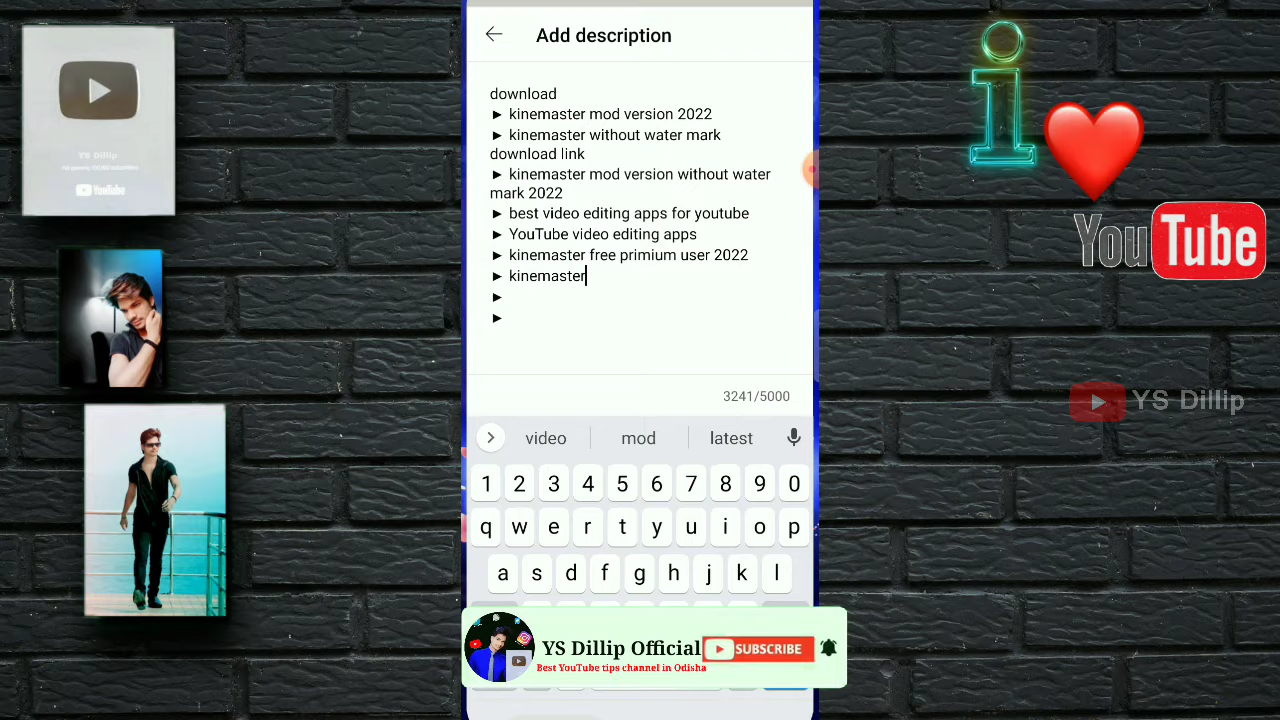 Add description
download
► kinemaster mod version 2022
► kinemaster without water mark
download link
► kinemaster mod version without water
mark 2022
► best video editing apps for youtube
► YouTube video editing apps
► kinemaster free primium user 2022
► kinemaster
►
►
3241/5000
video mod latest
1 2 3 4 5 6 7 8 9 0
q w e r t y u i o p
a s d f g h j k l
YS Dillip Official
SUBSCRIBE
Best YouTube tips channel in Odisha
YS Dillip
YouTube
i
YouTube
YS Dillip